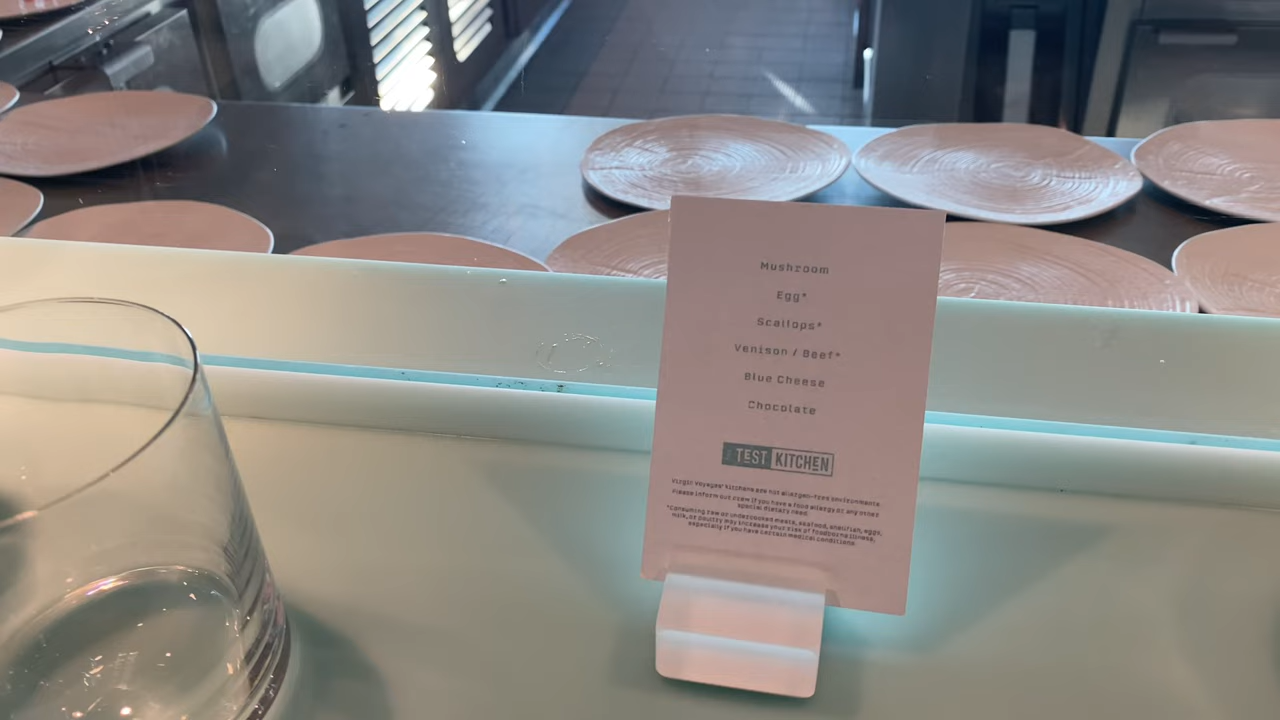 Mushroom
Egg*
Scallops*
Venison / Beef*
Blue Cheese
Chocolate
TEST KITCHEN
Virgin Voyages' kitchens are not allergen-free environments.
Please inform our crew if you have a food allergy or any other
special dietary need.
*Consuming raw or undercooked meats, seafood, shellfish, eggs,
milk, or poultry may increase your risk of foodborne illness,
especially if you have certain medical conditions.